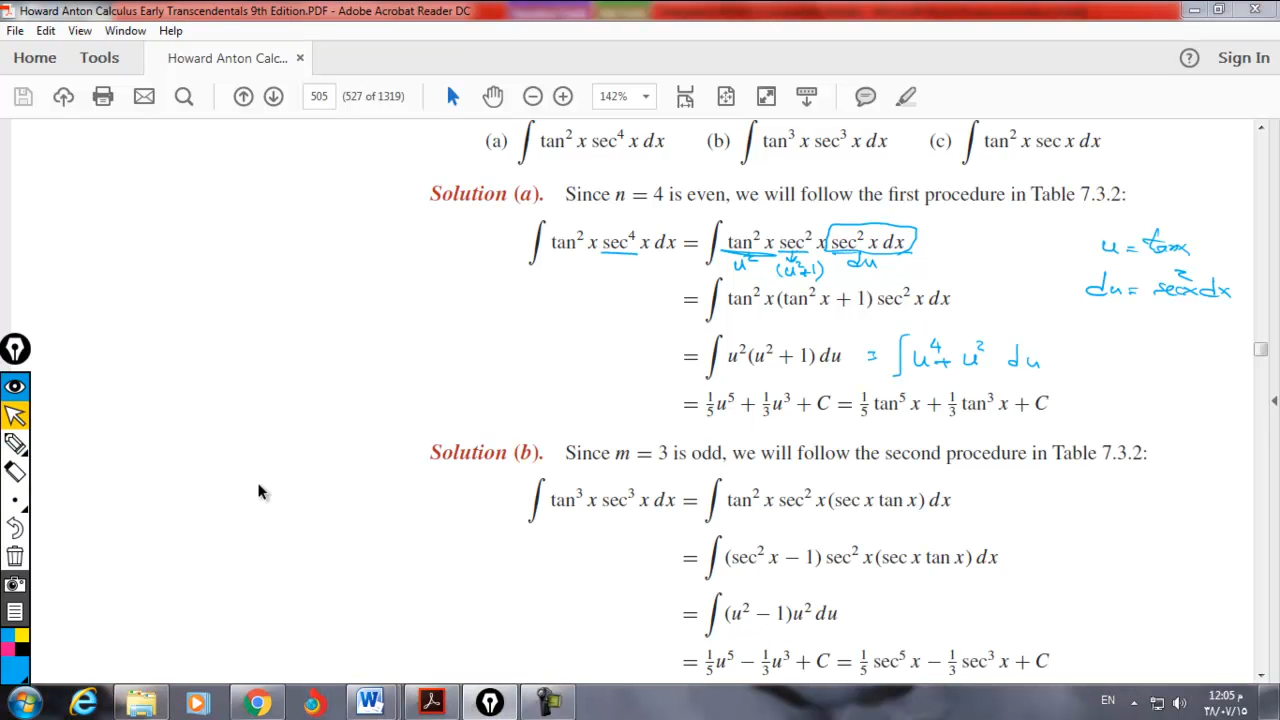 Howard Anton Calculus Early Transcendentals 9th Edition.PDF - Adobe Acrobat Reader DC
File Edit View Window Help
Home Tools Howard Anton Calc... × ? Sign In
505 (527 of 1319) 142%
(a) ∫ tan² x sec⁴ x dx (b) ∫ tan³ x sec³ x dx (c) ∫ tan² x sec x dx
Solution (a). Since n = 4 is even, we will follow the first procedure in Table 7.3.2:
∫ tan² x sec⁴ x dx = ∫ tan² x sec² x sec² x dx
u² (u²+1) du
u = tanx
du = sec²x dx
= ∫ tan² x(tan² x + 1) sec² x dx
= ∫ u²(u² + 1) du = ∫ u⁴ + u² du
= 1/5 u⁵ + 1/3 u³ + C = 1/5 tan⁵ x + 1/3 tan³ x + C
Solution (b). Since m = 3 is odd, we will follow the second procedure in Table 7.3.2:
∫ tan³ x sec³ x dx = ∫ tan² x sec² x(sec x tan x) dx
= ∫ (sec² x − 1) sec² x(sec x tan x) dx
= ∫ (u² − 1)u² du
= 1/5 u⁵ − 1/3 u³ + C = 1/5 sec⁵ x − 1/3 sec³ x + C
EN 12:05 م
٣٨/٠٧/١٥